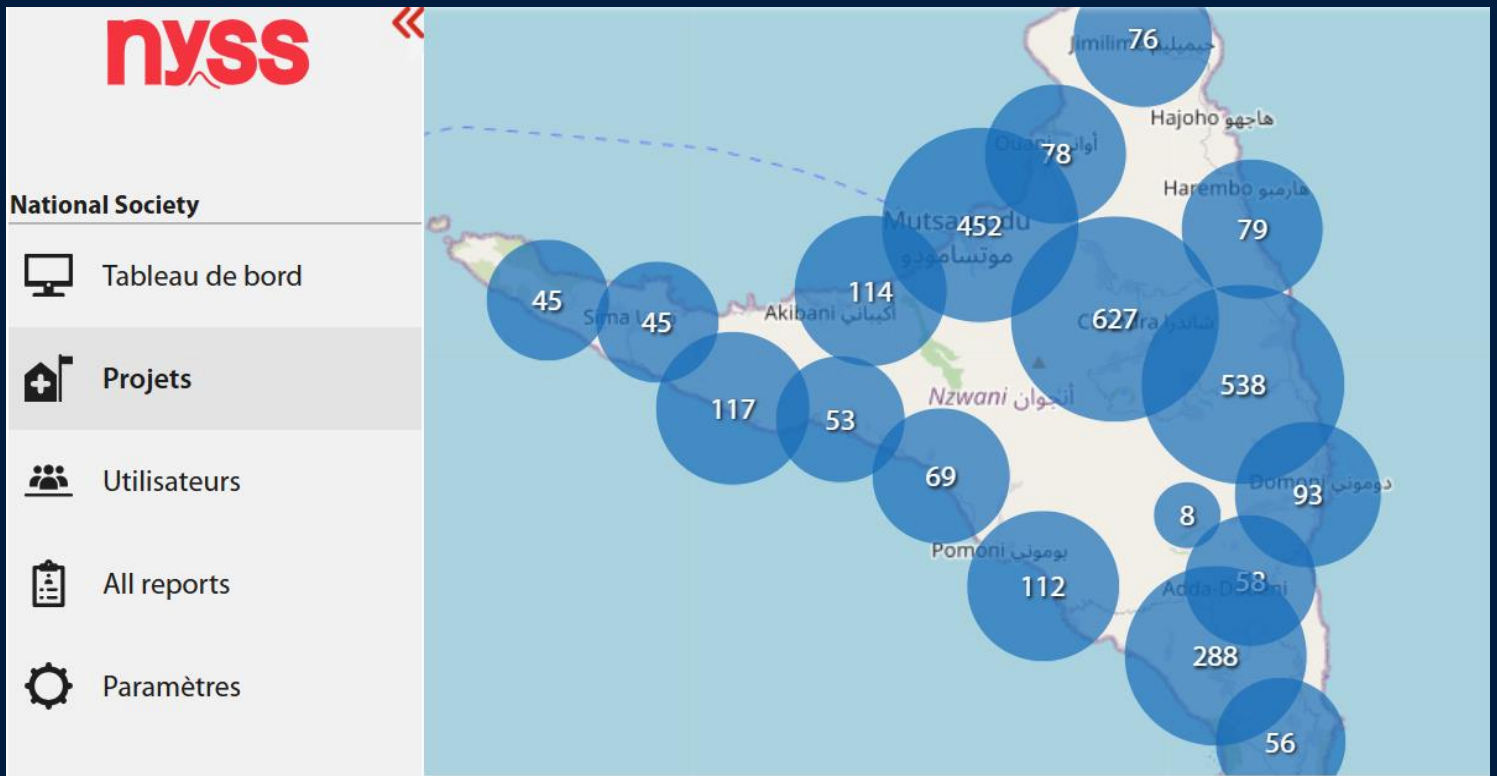 nyss
National Society
Tableau de bord
Projets
Utilisateurs
All reports
Paramètres
76
Hajoho هاجهو
78
Harembo هارمبو
452
موتسامودو
79
114
Akibani أكيباني
45
45
627
538
117
53
Nzwani أنجوان
69
93
8
Pomoni بوموني
112
58
288
56